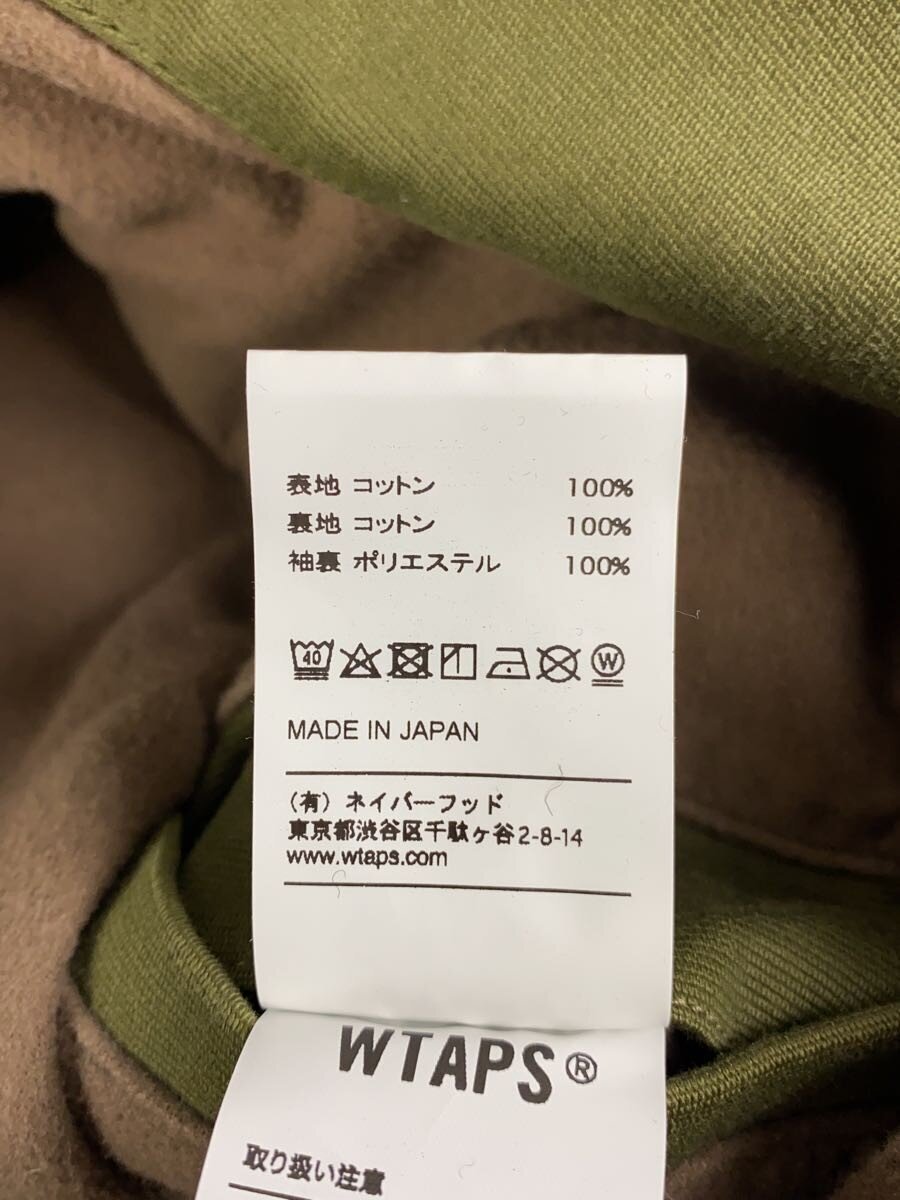 表地 コットン 100%
裏地 コットン 100%
袖裏 ポリエステル 100%
40 W
MADE IN JAPAN
(有) ネイバーフッド
東京都渋谷区千駄ヶ谷2-8-14
www.wtaps.com
WTAPS®
取り扱い注意